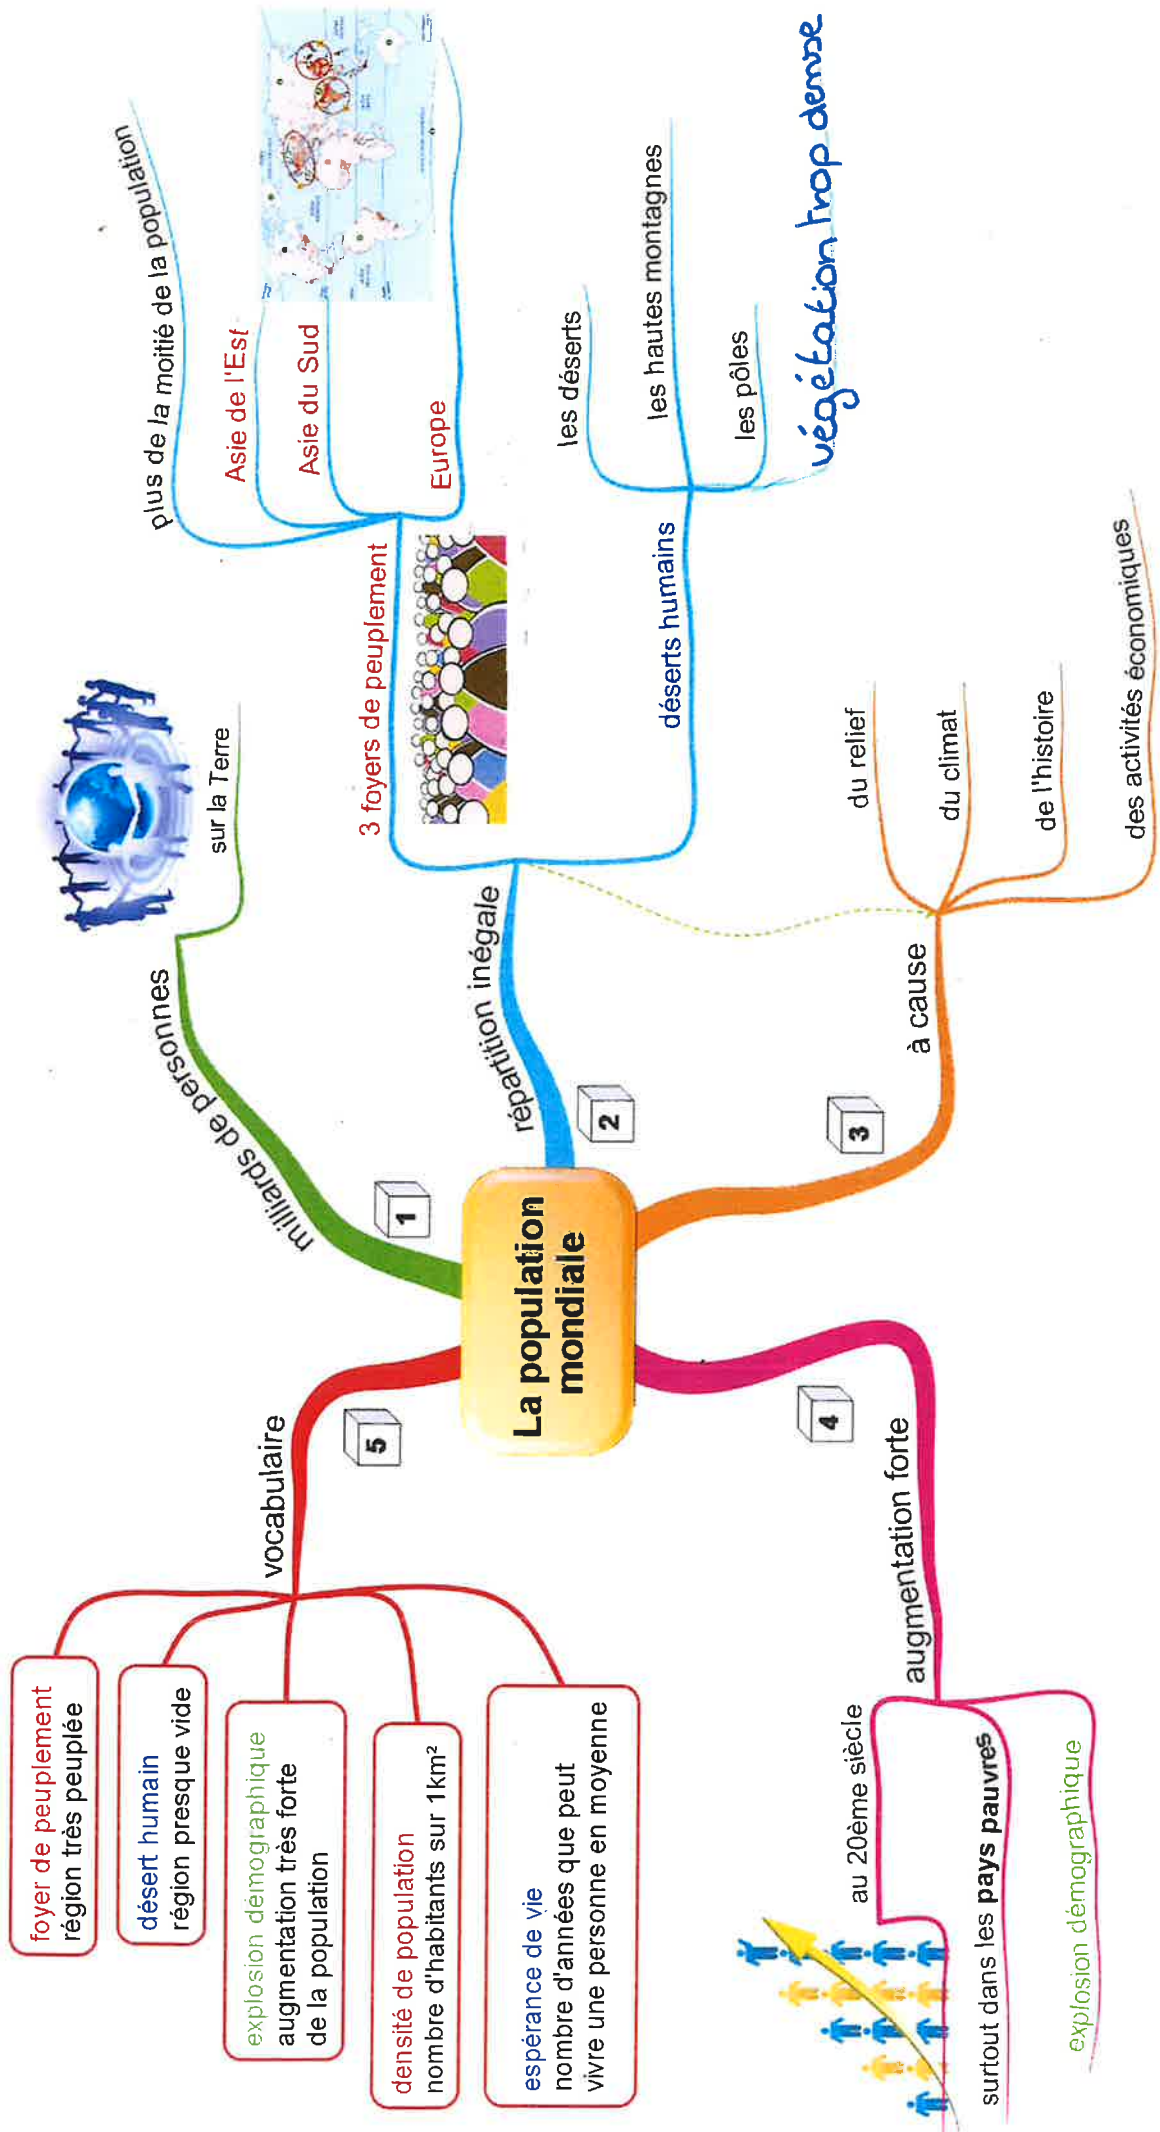 La population
mondiale
1
milliards de personnes
sur la Terre
2
répartition inégale
3 foyers de peuplement
plus de la moitié de la population
Asie de l'Est
Asie du Sud
Europe
déserts humains
les déserts
les hautes montagnes
les pôles
végétation trop dense
3
à cause
du relief
du climat
de l'histoire
des activités économiques
4
augmentation forte
au 20ème siècle
surtout dans les pays pauvres
explosion démographique
5
vocabulaire
foyer de peuplement
région très peuplée
désert humain
région presque vide
explosion démographique
augmentation très forte
de la population
densité de population
nombre d'habitants sur 1km²
espérance de vie
nombre d'années que peut
vivre une personne en moyenne